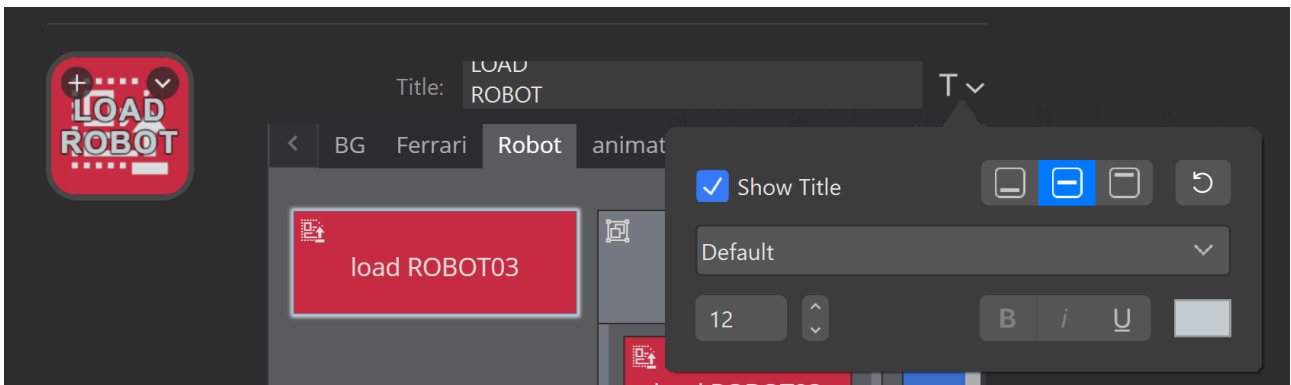 LOAD
ROBOT
Title:
LOAD
ROBOT
T
BG Ferrari Robot animat
Show Title
Default
12
B i U
load ROBOT03